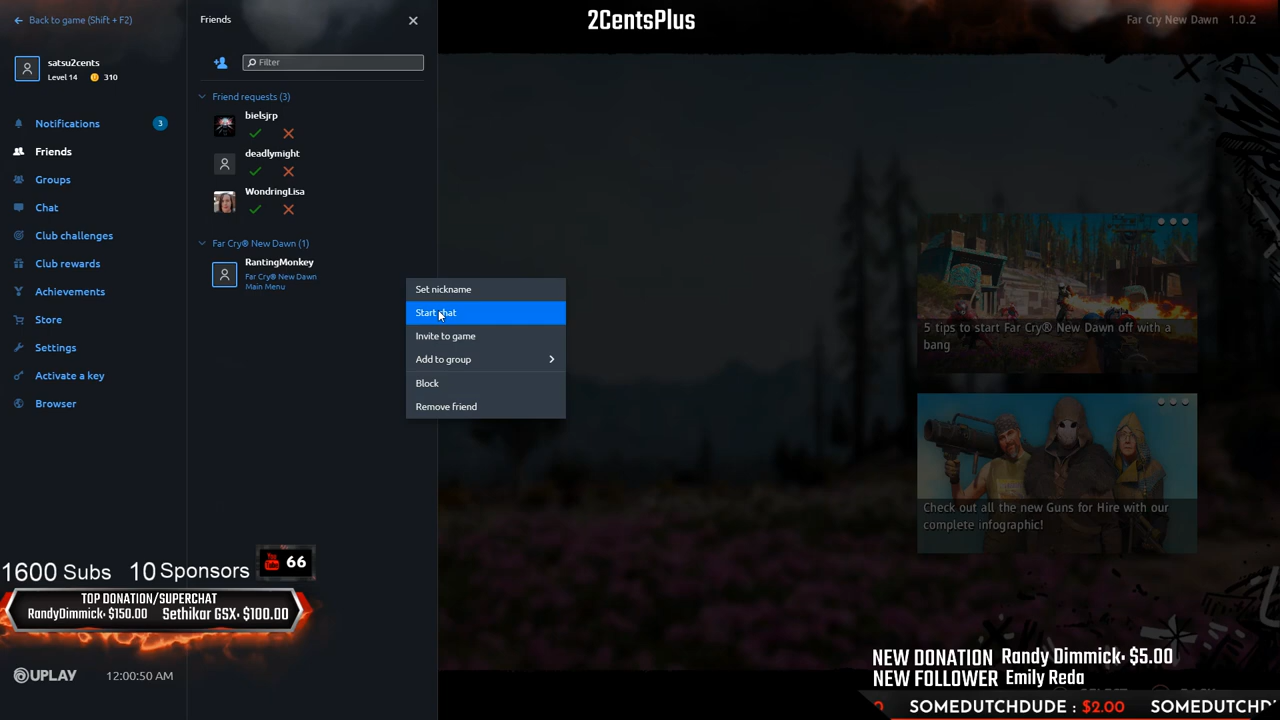 Back to game (Shift + F2)
satsu2cents
Level 14
310
Notifications
3
Friends
Groups
Chat
Club challenges
Club rewards
Achievements
Store
Settings
Activate a key
Browser
Friends
Filter
Friend requests (3)
bielsjrp
deadlymight
WondringLisa
Far Cry® New Dawn (1)
RantingMonkey
Far Cry® New Dawn
Main Menu
Set nickname
Start chat
Invite to game
Add to group
Block
Remove friend
2CentsPlus
Far Cry New Dawn 1.0.2
5 tips to start Far Cry® New Dawn off with a
bang
Check out all the new Guns for Hire with our
complete infographic!
1600 Subs 10 Sponsors
66
TOP DONATION/SUPERCHAT
RandyDimmick: $150.00 Sethikar GSX: $100.00
UPLAY 12:00:50 AM
NEW DONATION Randy Dimmick: $5.00
NEW FOLLOWER Emily Reda
SOMEDUTCHDUDE : $2.00 SOMEDUTCHD